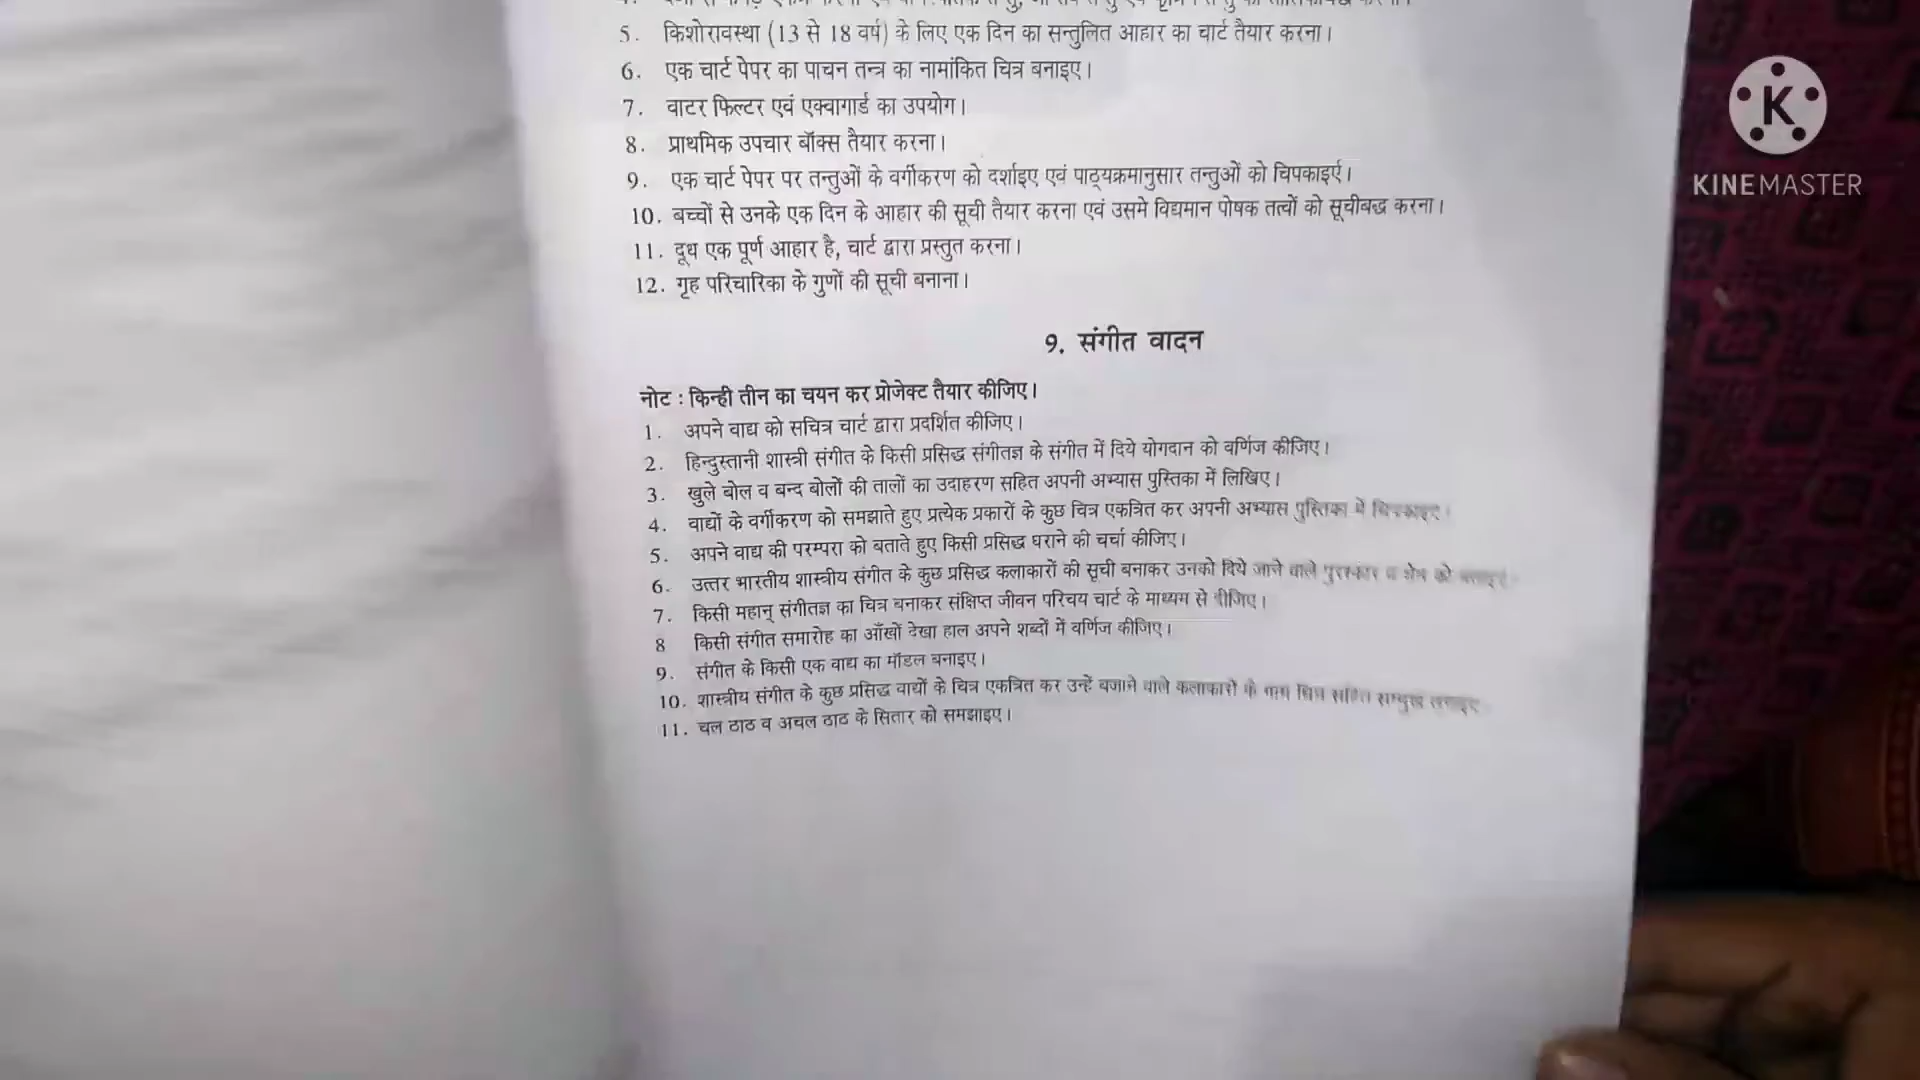 5. किशोरावस्था (13 से 18 वर्ष) के लिए एक दिन का सन्तुलित आहार का चार्ट तैयार करना।
6. एक चार्ट पेपर का पाचन तन्त्र का नामांकित चित्र बनाइए।
7. वाटर फिल्टर एवं एक्वागार्ड का उपयोग।
8. प्राथमिक उपचार बॉक्स तैयार करना।
9. एक चार्ट पेपर पर तन्तुओं के वर्गीकरण को दर्शाइए एवं पाठ्यक्रमानुसार तन्तुओं को चिपकाइएं।
10. बच्चों से उनके एक दिन के आहार की सूची तैयार करना एवं उसमे विद्यमान पोषक तत्वों को सूचीबद्ध करना।
11. दूध एक पूर्ण आहार है, चार्ट द्वारा प्रस्तुत करना।
12. गृह परिचारिका के गुणों की सूची बनाना।
9. संगीत वादन
नोट : किन्ही तीन का चयन कर प्रोजेक्ट तैयार कीजिए।
1. अपने वाद्य को सचित्र चार्ट द्वारा प्रदर्शित कीजिए।
2. हिन्दुस्तानी शास्त्री संगीत के किसी प्रसिद्ध संगीतज्ञ के संगीत में दिये योगदान को वर्णिज कीजिए।
3. खुले बोल व बन्द बोलों की तालों का उदाहरण सहित अपनी अभ्यास पुस्तिका में लिखिए।
4. वाद्यों के वर्गीकरण को समझाते हुए प्रत्येक प्रकारों के कुछ चित्र एकत्रित कर अपनी अभ्यास पुस्तिका में चिपकाइए।
5. अपने वाद्य की परम्परा को बताते हुए किसी प्रसिद्ध घराने की चर्चा कीजिए।
6. उत्तर भारतीय शास्त्रीय संगीत के कुछ प्रसिद्ध कलाकारों की सूची बनाकर उनको दिये जाने वाले पुरस्कार व क्षेत्र को
7. किसी महान् संगीतज्ञ का चित्र बनाकर संक्षिप्त जीवन परिचय चार्ट के माध्यम से दीजिए।
8 किसी संगीत समारोह का आँखों देखा हाल अपने शब्दों में वर्णिज कीजिए।
9. संगीत के किसी एक वाद्य का मॉडल बनाइए।
10. शास्त्रीय संगीत के कुछ प्रसिद्ध वाद्यों के चित्र एकत्रित कर उन्हें बजाने वाले कलाकारों के नाम चित्र सहित सम्मुख
11. चल ठाठ व अचल ठाठ के सितार को समझाइए।
K
KINEMASTER